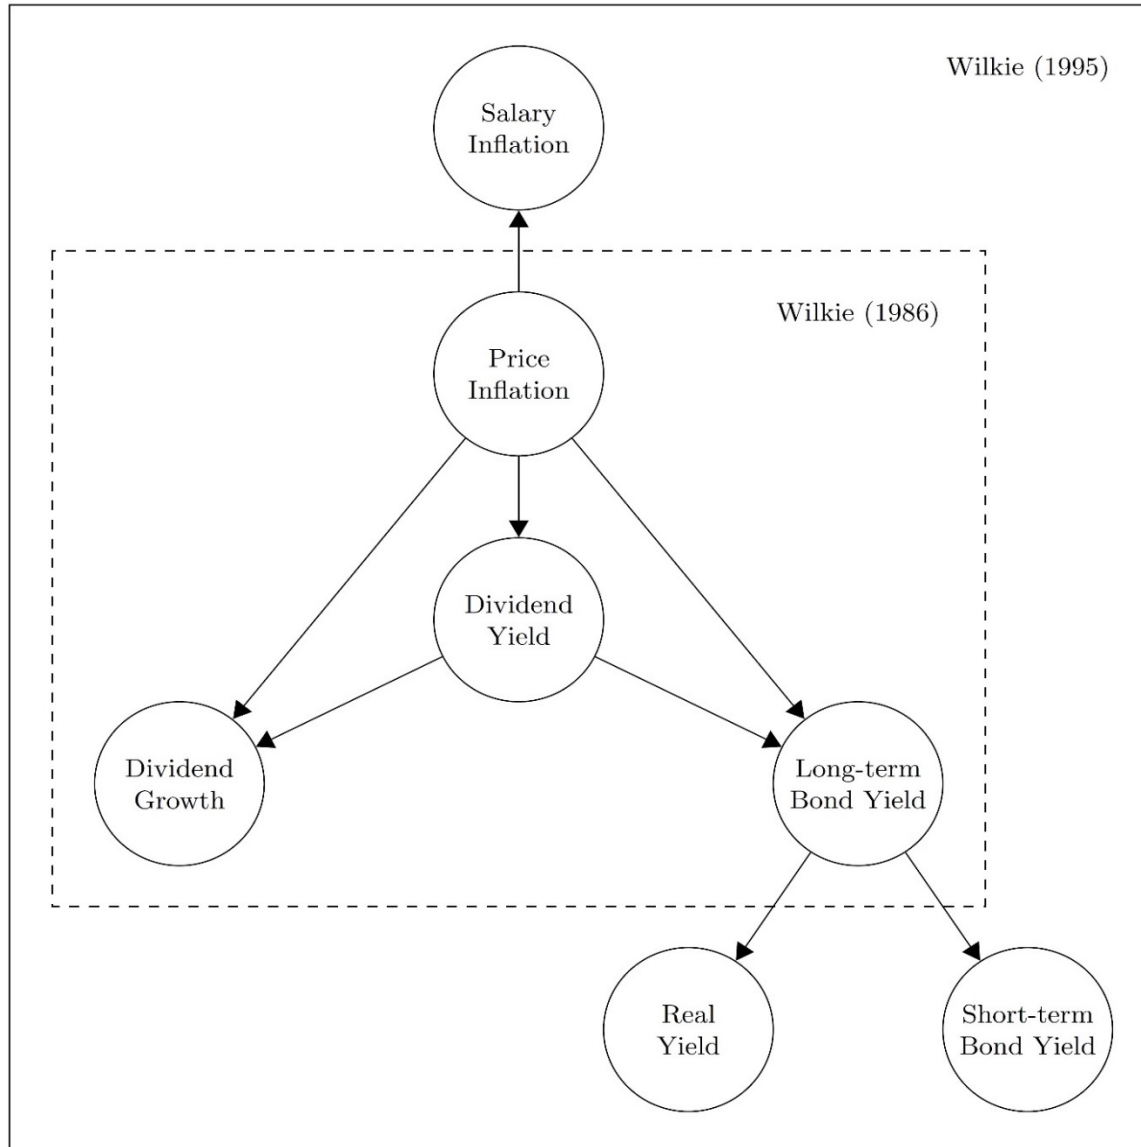 Wilkie (1995)
Salary
Inflation
Wilkie (1986)
Price
Inflation
Dividend
Yield
Dividend
Growth
Long-term
Bond Yield
Real
Yield
Short-term
Bond Yield